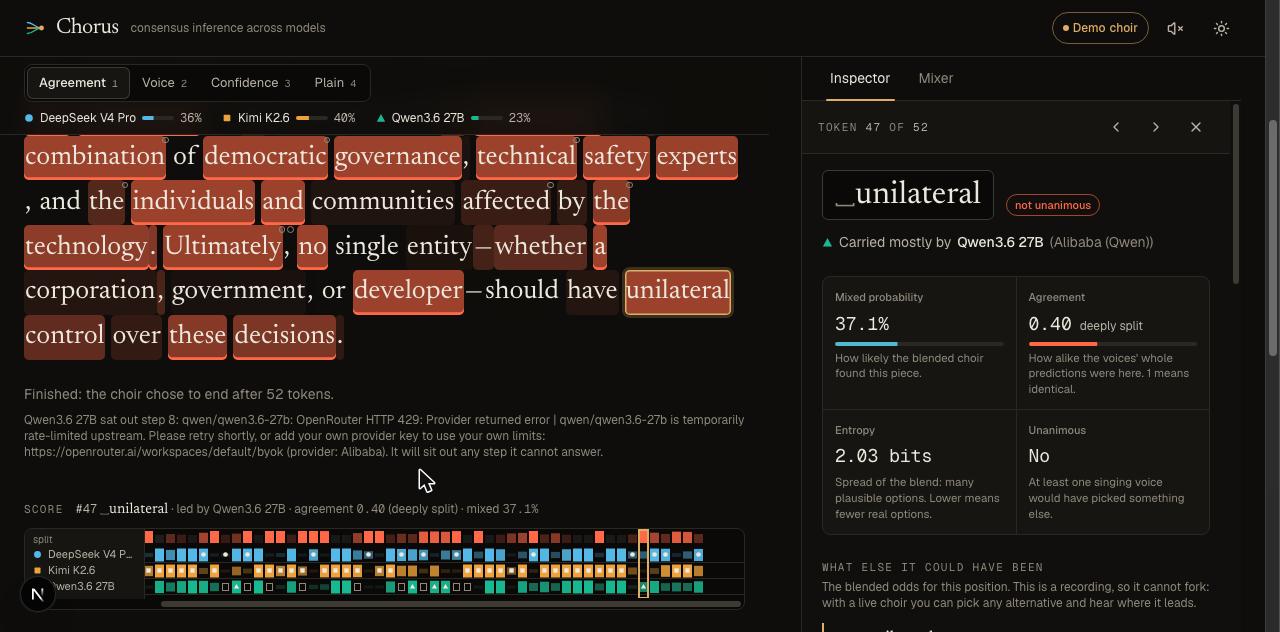 Chorus consensus inference across models
Demo choir
Agreement 1 Voice 2 Confidence 3 Plain 4
DeepSeek V4 Pro 36% Kimi K2.6 40% Qwen3.6 27B 23%
combination of democratic governance, technical safety experts
, and the individuals and communities affected by the
technology. Ultimately, no single entity—whether a
corporation, government, or developer—should have unilateral
control over these decisions.
Finished: the choir chose to end after 52 tokens.
Qwen3.6 27B sat out step 8: qwen/qwen3.6-27b: OpenRouter HTTP 429: Provider returned error | qwen/qwen3.6-27b is temporarily
rate-limited upstream. Please retry shortly, or add your own provider key to use your own limits:
https://openrouter.ai/workspaces/default/byok (provider: Alibaba). It will sit out any step it cannot answer.
SCORE #47 _unilateral · led by Qwen3.6 27B · agreement 0.40 (deeply split) · mixed 37.1%
split
DeepSeek V4 P...
Kimi K2.6
Qwen3.6 27B
N
Inspector Mixer
TOKEN 47 OF 52
_unilateral not unanimous
Carried mostly by Qwen3.6 27B (Alibaba (Qwen))
Mixed probability
37.1%
How likely the blended choir
found this piece.
Agreement
0.40 deeply split
How alike the voices' whole
predictions were here. 1 means
identical.
Entropy
2.03 bits
Spread of the blend: many
plausible options. Lower means
fewer real options.
Unanimous
No
At least one singing voice
would have picked something
else.
WHAT ELSE IT COULD HAVE BEEN
The blended odds for this position. This is a recording, so it cannot fork:
with a live choir you can pick any alternative and hear where it leads.